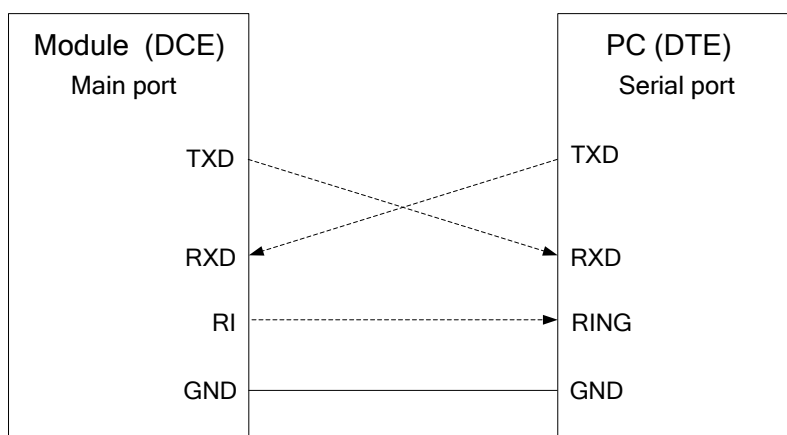 Module (DCE)
Main port
TXD
RXD
RI
GND
PC (DTE)
Serial port
TXD
RXD
RING
GND